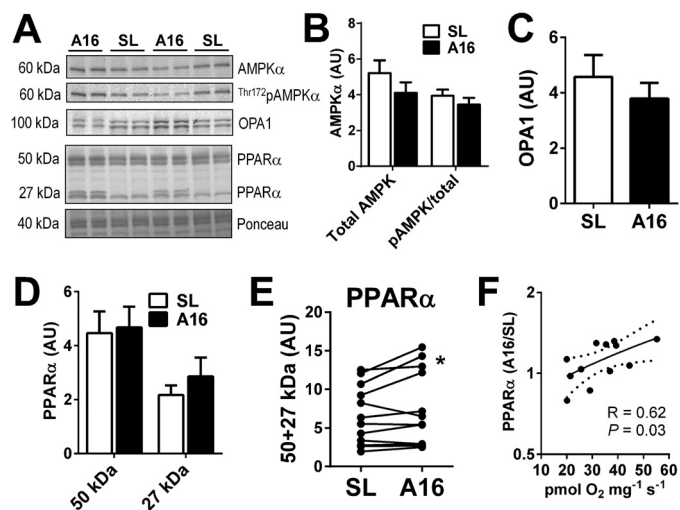 A
A16 SL A16 SL
60 kDa AMPKα
60 kDa Thr172pAMPKα
100 kDa OPA1
50 kDa PPARα
27 kDa PPARα
40 kDa Ponceau
B
SL
A16
AMPKα (AU)
8
6
4
2
0
Total AMPK
pAMPK/total
C
OPA1 (AU)
6
4
2
0
SL A16
D
SL
A16
PPARα (AU)
6
4
2
0
50 kDa
27 kDa
E
PPARα
50+27 kDa (AU)
20
15
10
5
0
*
SL A16
F
PPARα (A16/SL)
2
1
0.5
R = 0.62
P = 0.03
10 20 30 40 50 60
pmol O2 mg-1 s-1